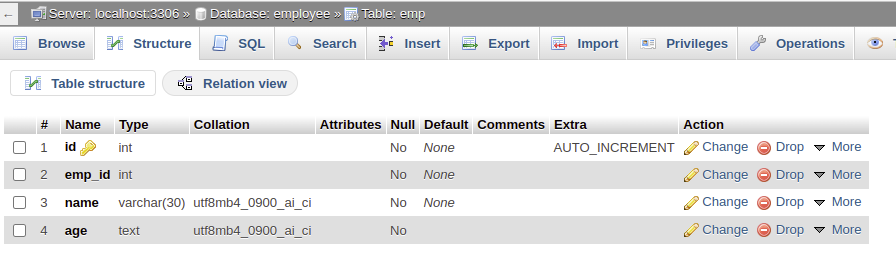 ← Server: localhost:3306 » Database: employee » Table: emp
Browse Structure SQL Search Insert Export Import Privileges Operations
Table structure Relation view
# Name Type Collation Attributes Null Default Comments Extra Action
1 id int No None AUTO_INCREMENT Change Drop More
2 emp_id int No None Change Drop More
3 name varchar(30) utf8mb4_0900_ai_ci No None Change Drop More
4 age text utf8mb4_0900_ai_ci No Change Drop More